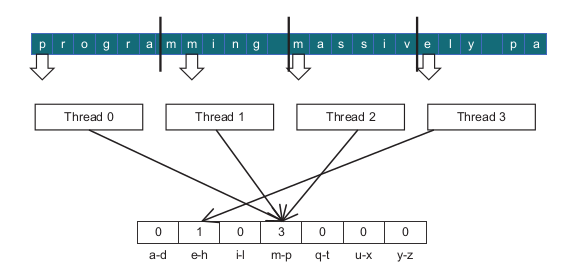 p r o g r a m m i n g m a s s i v e l y p a
Thread 0 Thread 1 Thread 2 Thread 3
0 1 0 3 0 0 0
a-d e-h i-l m-p q-t u-x y-z